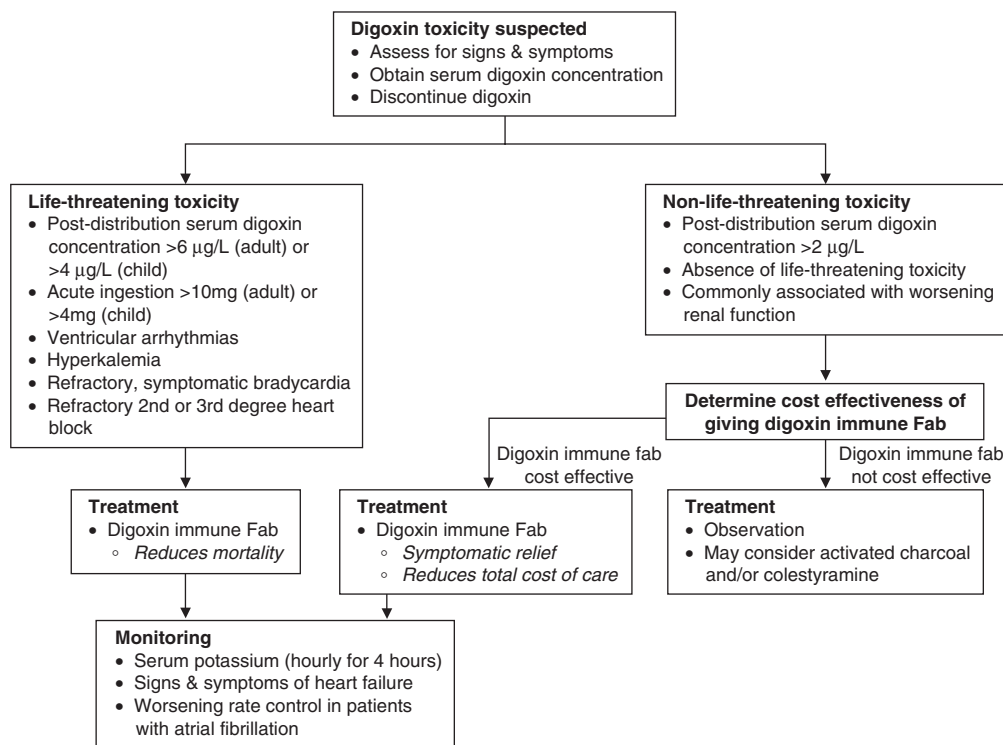 Digoxin toxicity suspected
• Assess for signs & symptoms
• Obtain serum digoxin concentration
• Discontinue digoxin
Life-threatening toxicity
• Post-distribution serum digoxin
concentration >6 μg/L (adult) or
>4 μg/L (child)
• Acute ingestion >10mg (adult) or
>4mg (child)
• Ventricular arrhythmias
• Hyperkalemia
• Refractory, symptomatic bradycardia
• Refractory 2nd or 3rd degree heart
block
Non-life-threatening toxicity
• Post-distribution serum digoxin
concentration >2 μg/L
• Absence of life-threatening toxicity
• Commonly associated with worsening
renal function
Determine cost effectiveness of
giving digoxin immune Fab
Digoxin immune fab
cost effective
Digoxin immune fab
not cost effective
Treatment
• Digoxin immune Fab
◦ Reduces mortality
Treatment
• Digoxin immune Fab
◦ Symptomatic relief
◦ Reduces total cost of care
Treatment
• Observation
• May consider activated charcoal
and/or colestyramine
Monitoring
• Serum potassium (hourly for 4 hours)
• Signs & symptoms of heart failure
• Worsening rate control in patients
with atrial fibrillation